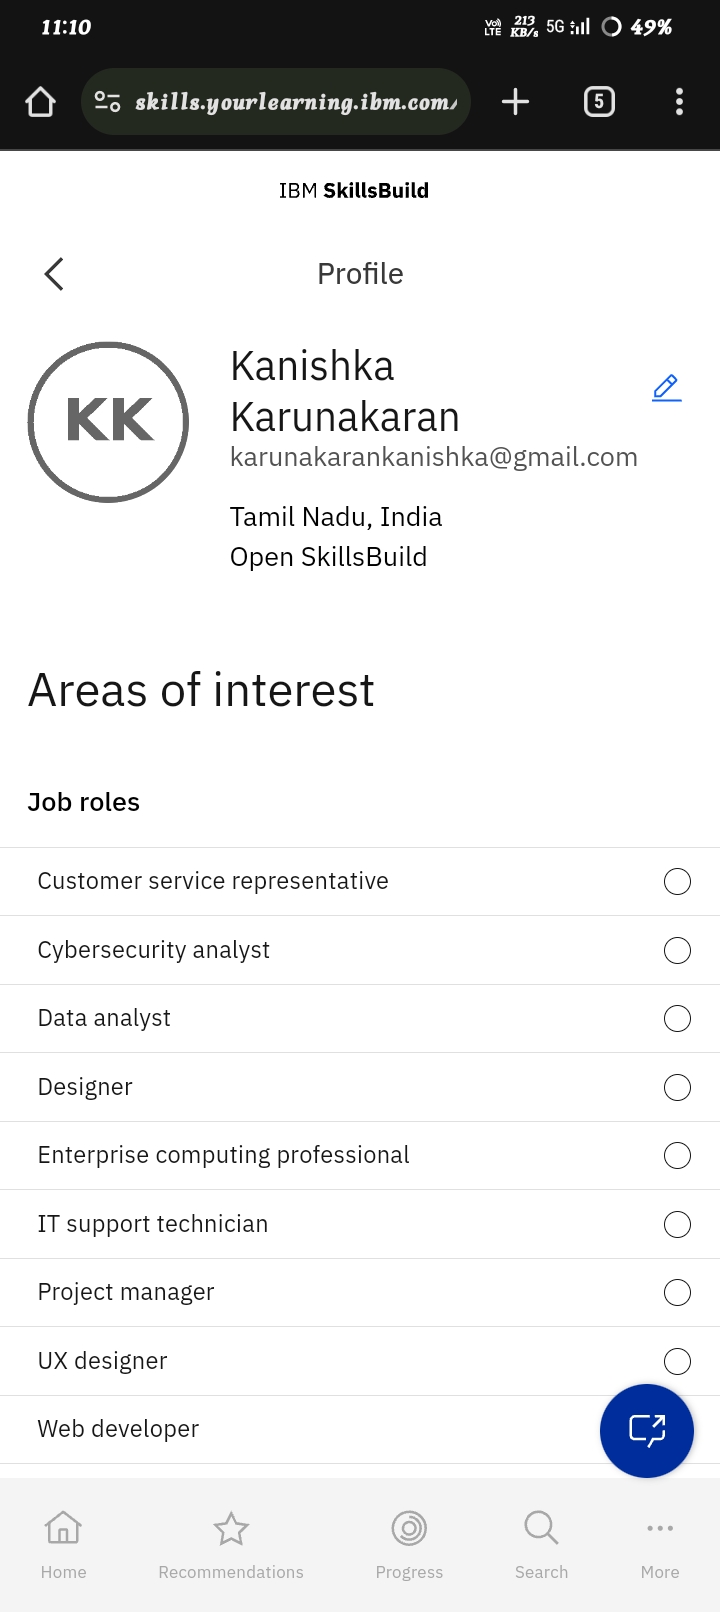 11:10
Vo)) LTE
213 KB/s
5G
49%
skills.yourlearning.ibm.com/
5
IBM SkillsBuild
Profile
KK
Kanishka
Karunakaran
karunakarankanishka@gmail.com
Tamil Nadu, India
Open SkillsBuild
Areas of interest
Job roles
Customer service representative
Cybersecurity analyst
Data analyst
Designer
Enterprise computing professional
IT support technician
Project manager
UX designer
Web developer
Home
Recommendations
Progress
Search
More